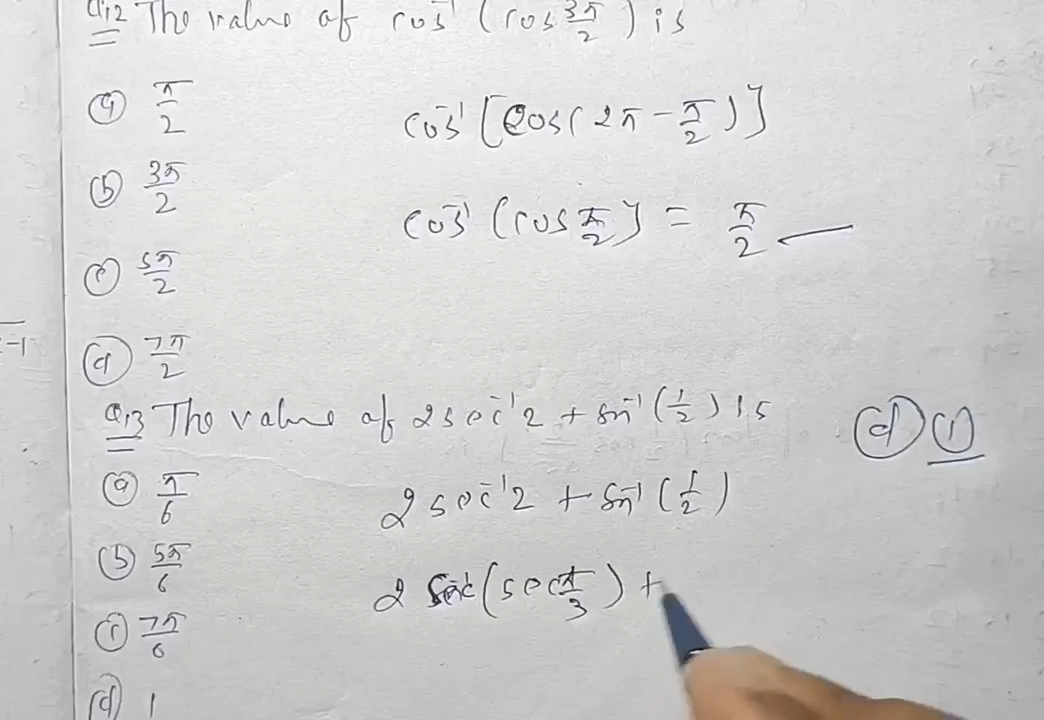 Q12 The value of cos⁻¹ (cos 3π/2) is
(a) π/2
cos⁻¹ [cos(2π − π/2)]
(b) 3π/2
cos⁻¹ (cos π/2) = π/2
(c) 5π/2
(d) 7π/2
Q13 The value of 2sec⁻¹2 + sin⁻¹(1/2) is
(d) (1)
(a) π/6
2sec⁻¹2 + sin⁻¹(1/2)
(b) 5π/6
2 sec⁻¹(sec π/3) +
(c) 7π/6
(d) 1
-1